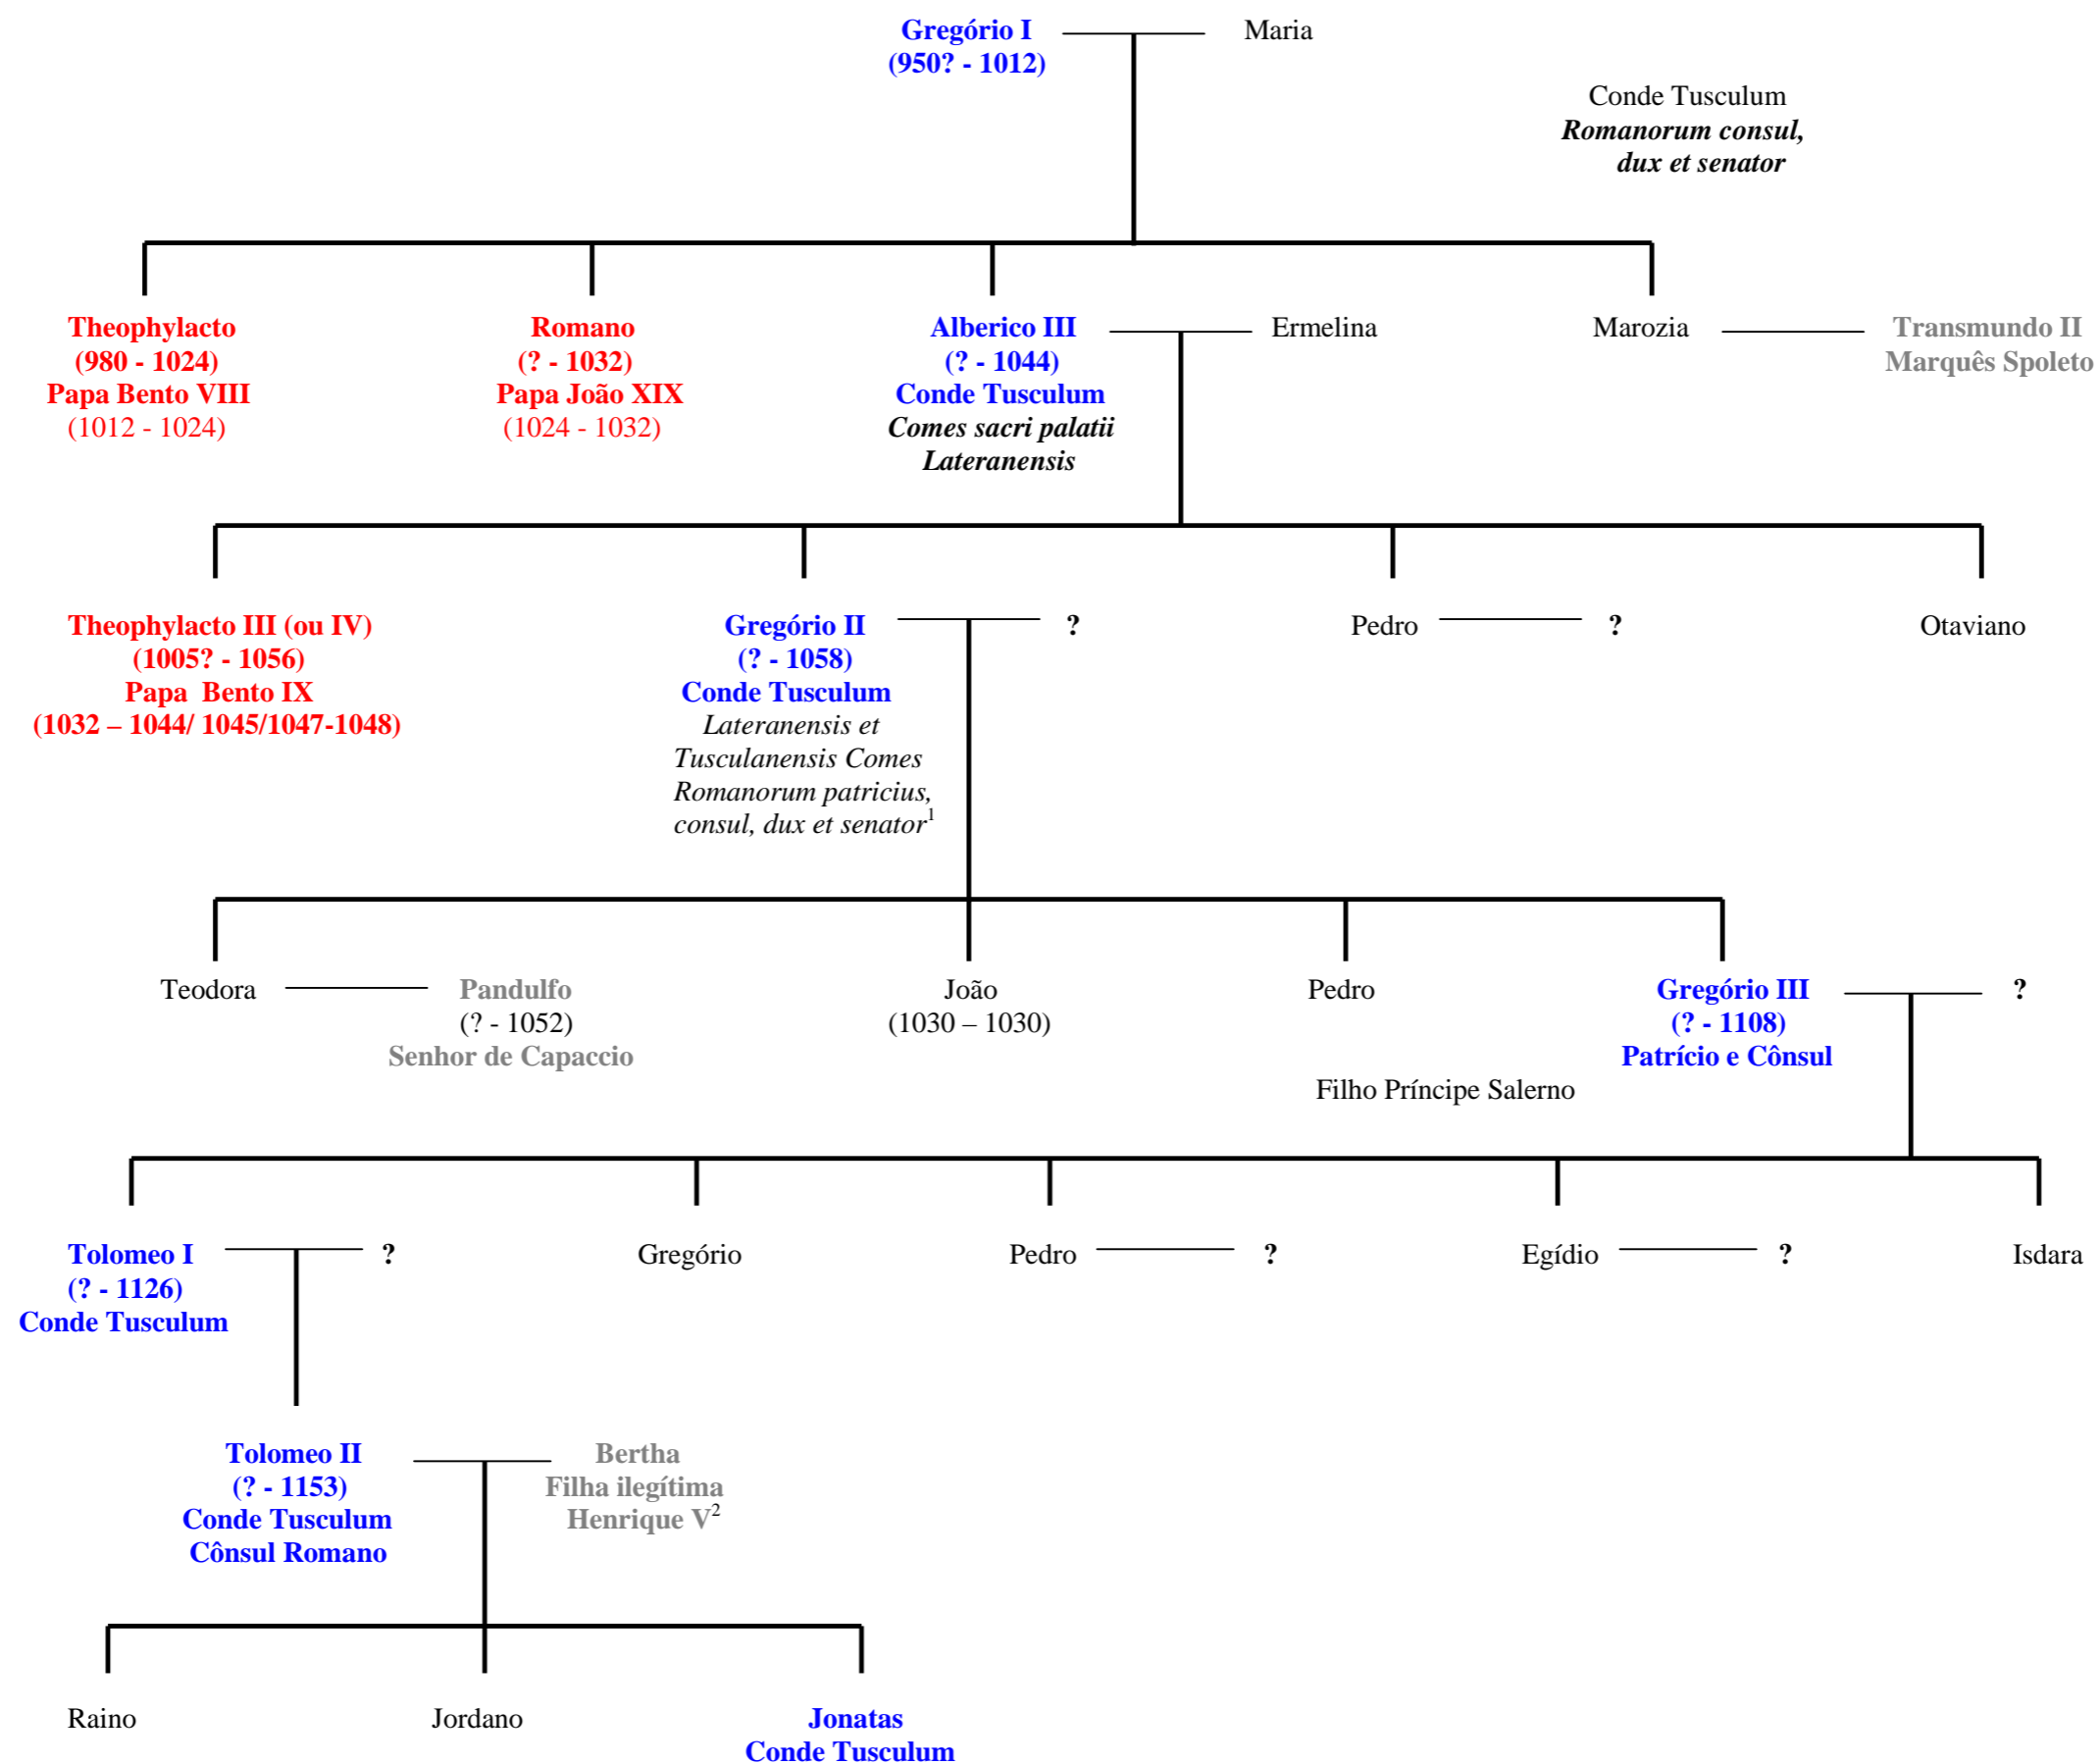 Gregório I
(950? - 1012)
Maria
Conde Tusculum
Romanorum consul,
dux et senator
Theophylacto
(980 - 1024)
Papa Bento VIII
(1012 - 1024)
Romano
(? - 1032)
Papa João XIX
(1024 - 1032)
Alberico III
(? - 1044)
Conde Tusculum
Comes sacri palatii
Lateranensis
Ermelina
Marozia
Transmundo II
Marquês Spoleto
Theophylacto III (ou IV)
(1005? - 1056)
Papa Bento IX
(1032 – 1044/ 1045/1047-1048)
Gregório II
(? - 1058)
Conde Tusculum
Lateranensis et
Tusculanensis Comes
Romanorum patricius,
consul, dux et senator1
?
Pedro
?
Otaviano
Teodora
Pandulfo
(? - 1052)
Senhor de Capaccio
João
(1030 – 1030)
Pedro
Gregório III
(? - 1108)
Patrício e Cônsul
?
Filho Príncipe Salerno
Tolomeo I
(? - 1126)
Conde Tusculum
?
Gregório
Pedro
?
Egídio
?
Isdara
Tolomeo II
(? - 1153)
Conde Tusculum
Cônsul Romano
Bertha
Filha ilegítima
Henrique V2
Raino
Jordano
Jonatas
Conde Tusculum